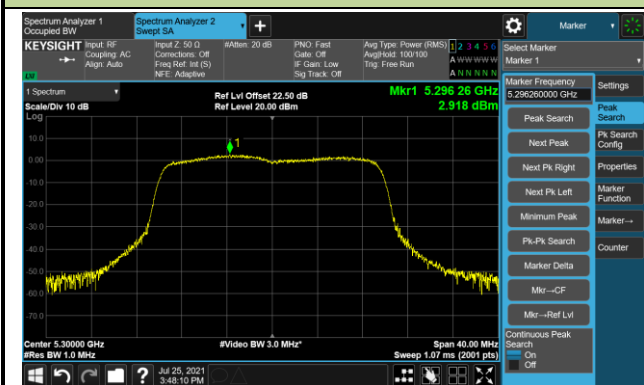 Spectrum Analyzer 1
Occupied BW
Spectrum Analyzer 2
Swept SA
+
Marker
KEYSIGHT
Input: RF
Coupling: AC
Align: Auto
Input Z: 50 Ω
Corrections: Off
Freq Ref: Int (S)
NFE: Adaptive
#Atten: 20 dB
PNO: Fast
Gate: Off
IF Gain: Low
Sig Track: Off
Avg Type: Power (RMS)
Avg|Hold: 100/100
Trig: Free Run
1 2 3 4 5 6
A W W W W W
A N N N N N
Select Marker
Marker 1
1 Spectrum
Scale/Div 10 dB
Log
Ref Lvl Offset 22.50 dB
Ref Level 20.00 dBm
Mkr1 5.296 26 GHz
2.918 dBm
10.0
0.00
-10.0
-20.0
-30.0
-40.0
-50.0
-60.0
-70.0
1
Center 5.30000 GHz
#Res BW 1.0 MHz
#Video BW 3.0 MHz*
Span 40.00 MHz
Sweep 1.07 ms (2001 pts)
Marker Frequency
5.296260000 GHz
Peak Search
Next Peak
Next Pk Right
Next Pk Left
Minimum Peak
Pk-Pk Search
Marker Delta
Mkr→CF
Mkr→Ref Lvl
Continuous Peak
Search
On
Off
Settings
Peak
Search
Pk Search
Config
Properties
Marker
Function
Marker→
Counter
?
Jul 25, 2021
3:48:10 PM